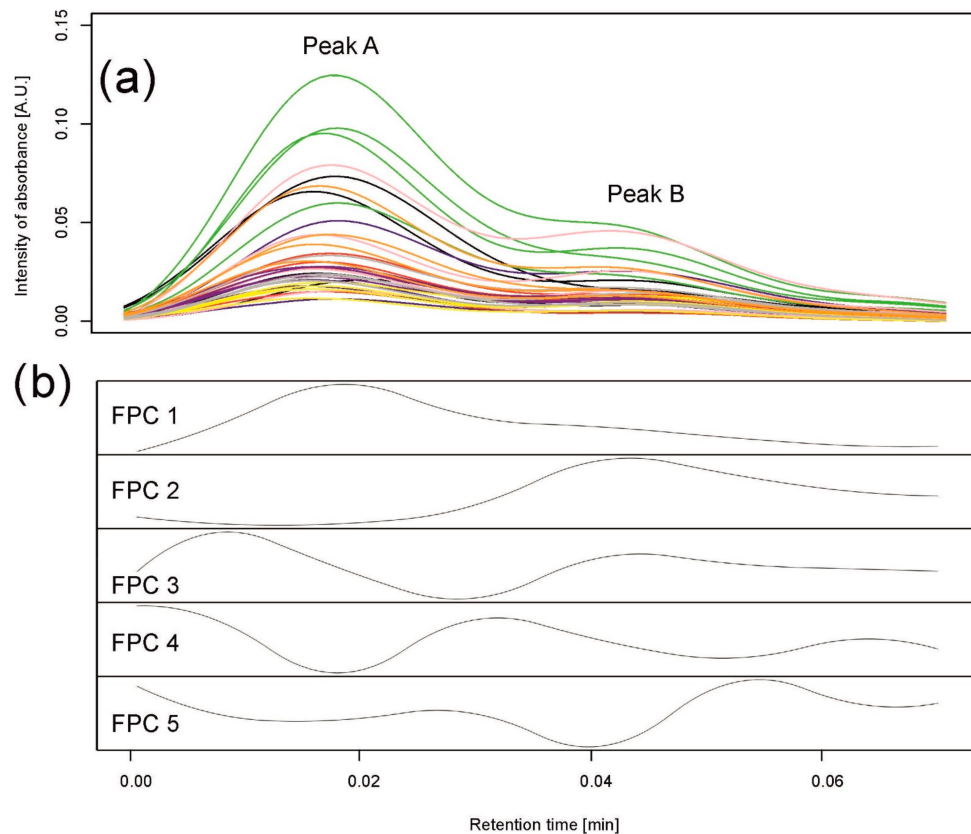 (a)
Peak A
Peak B
0.15
0.10
0.05
0.00
Intensity of absorbance [A.U.]
(b)
FPC 1
FPC 2
FPC 3
FPC 4
FPC 5
0.00 0.02 0.04 0.06
Retention time [min]